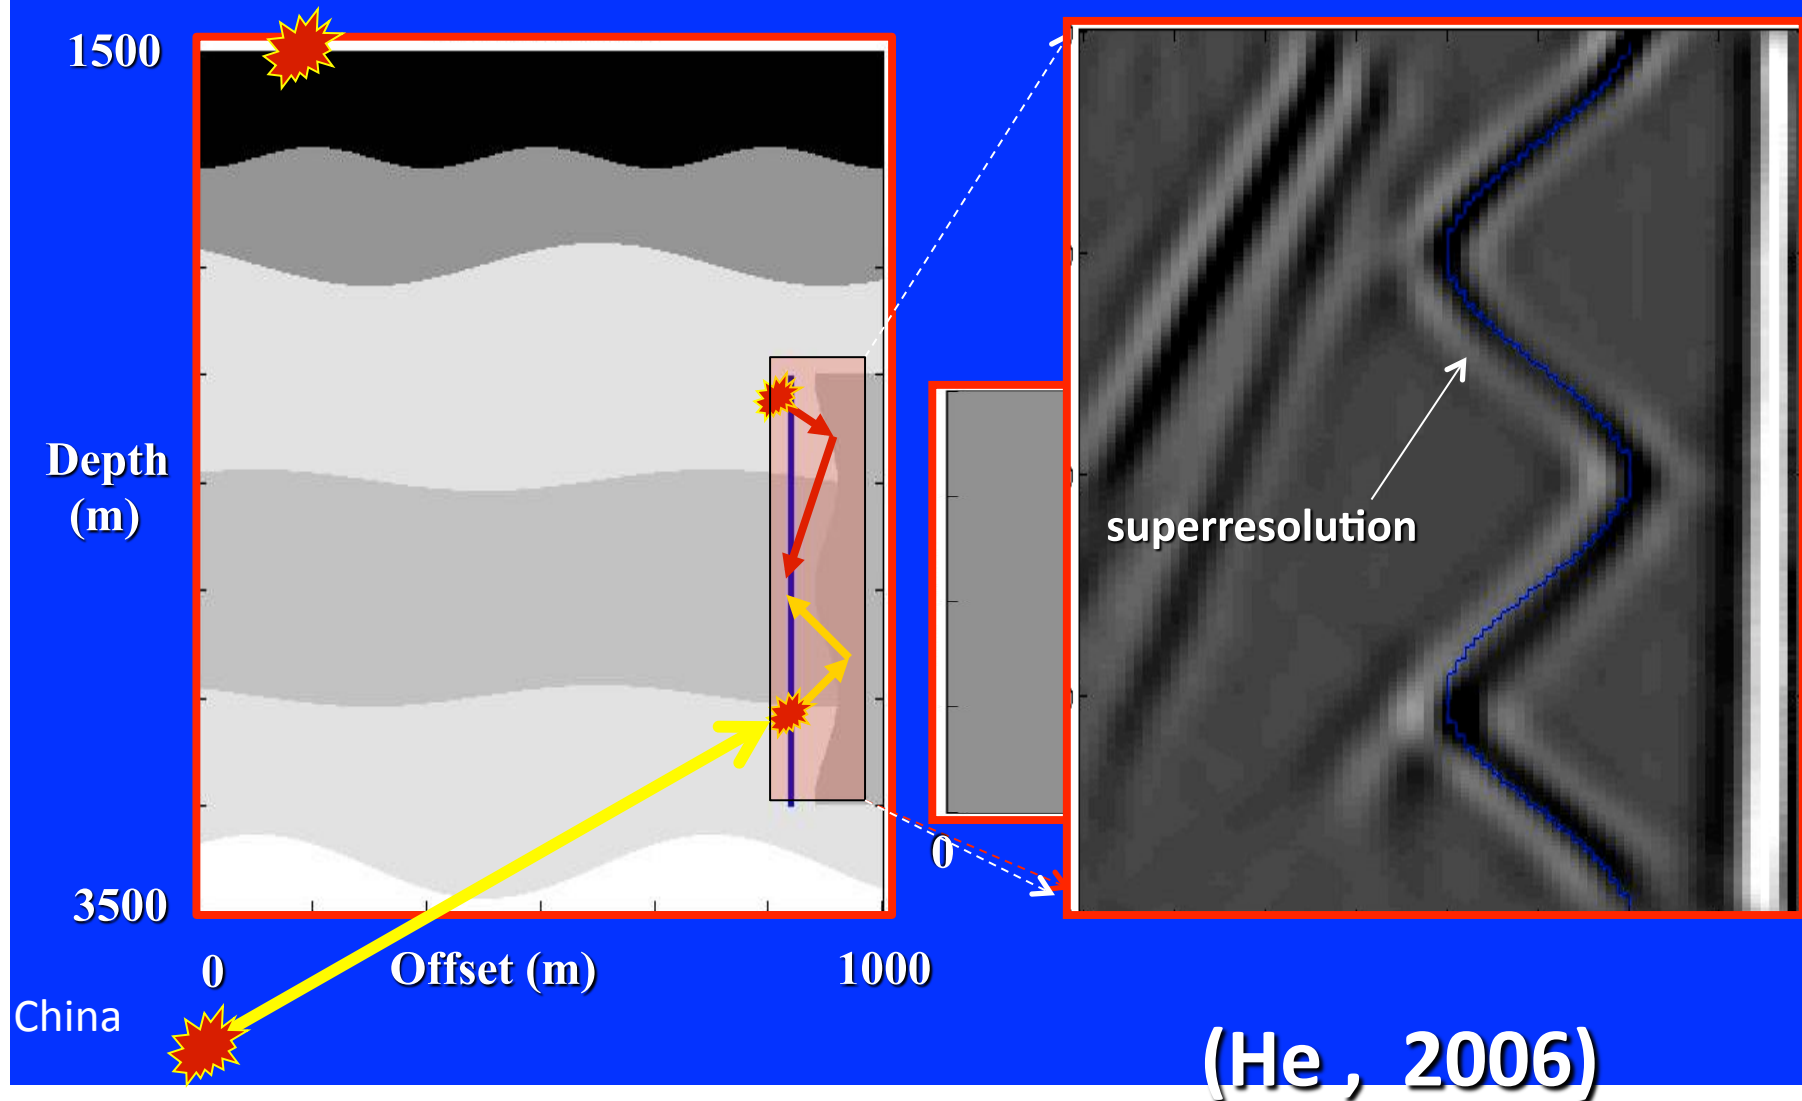 1500
Depth
(m)
superresolution
0
3500
0
Offset (m)
1000
China
(He , 2006)